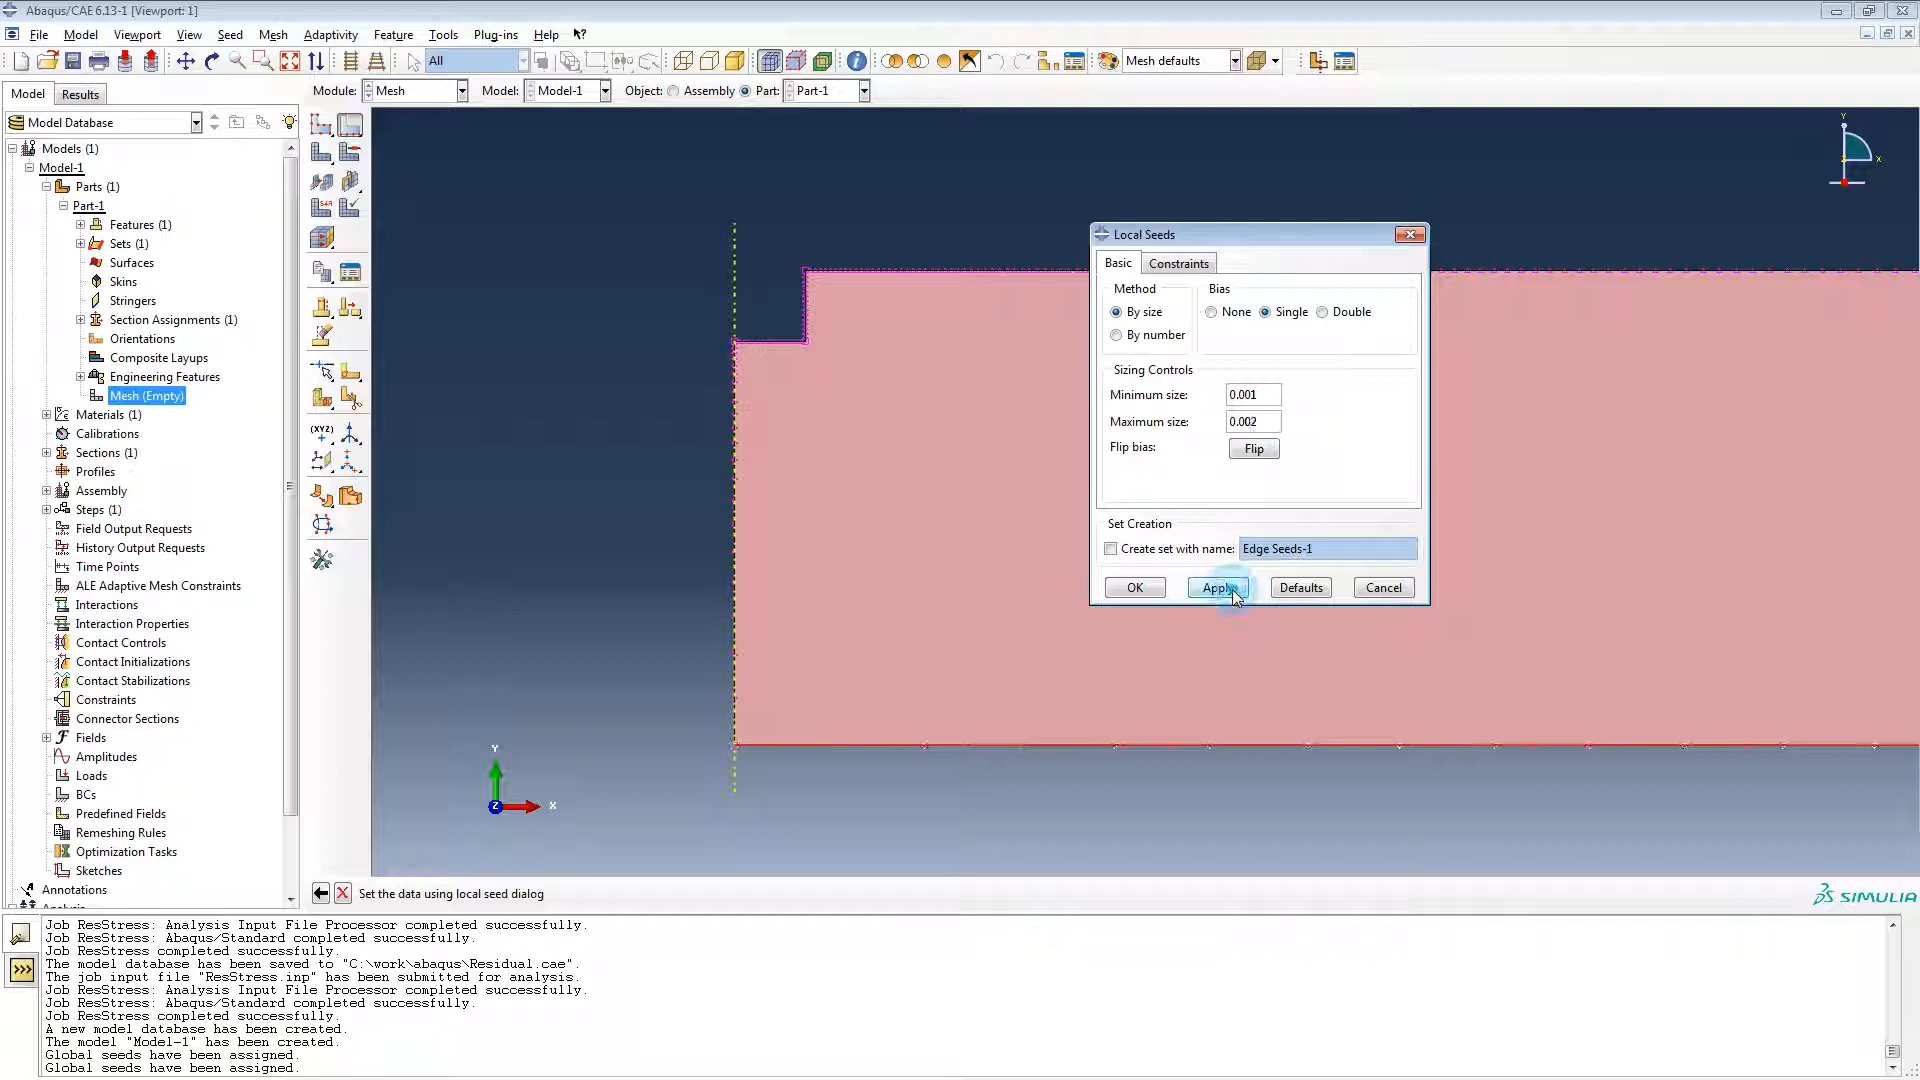 Abaqus/CAE 6.13-1 [Viewport: 1]
File Model Viewport View Seed Mesh Adaptivity Feature Tools Plug-ins Help
All
Mesh defaults
Model Results
Module: Mesh Model: Model-1 Object: Assembly Part: Part-1
Model Database
Models (1)
Model-1
Parts (1)
Part-1
Features (1)
Sets (1)
Surfaces
Skins
Stringers
Section Assignments (1)
Orientations
Composite Layups
Engineering Features
Mesh (Empty)
Materials (1)
Calibrations
Sections (1)
Profiles
Assembly
Steps (1)
Field Output Requests
History Output Requests
Time Points
ALE Adaptive Mesh Constraints
Interactions
Interaction Properties
Contact Controls
Contact Initializations
Contact Stabilizations
Constraints
Connector Sections
Fields
Amplitudes
Loads
BCs
Predefined Fields
Remeshing Rules
Optimization Tasks
Sketches
Annotations
(XYZ)
Y
X
Local Seeds
Basic Constraints
Method Bias
By size None Single Double
By number
Sizing Controls
Minimum size: 0.001
Maximum size: 0.002
Flip bias: Flip
Set Creation
Create set with name: Edge Seeds-1
OK Apply Defaults Cancel
Y
Z X
Set the data using local seed dialog
SIMULIA
Job ResStress: Analysis Input File Processor completed successfully.
Job ResStress: Abaqus/Standard completed successfully.
Job ResStress completed successfully.
The model database has been saved to "C:\work\abaqus\Residual.cae".
The job input file "ResStress.inp" has been submitted for analysis.
Job ResStress: Analysis Input File Processor completed successfully.
Job ResStress: Abaqus/Standard completed successfully.
Job ResStress completed successfully.
A new model database has been created.
The model "Model-1" has been created.
Global seeds have been assigned.
Global seeds have been assigned.